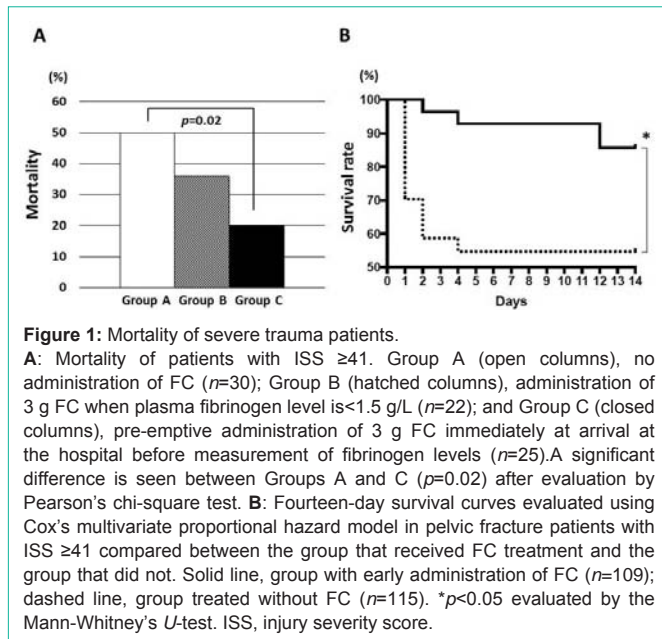 A
B
(%)
(%)
60
50
40
30
20
10
0
Mortality
p=0.02
Group A Group B Group C
100
90
80
70
60
50
Survival rate
*
0 1 2 3 4 5 6 7 8 9 10 11 12 13 14
Days
Figure 1: Mortality of severe trauma patients.
A: Mortality of patients with ISS ≥41. Group A (open columns), no
administration of FC (n=30); Group B (hatched columns), administration of
3 g FC when plasma fibrinogen level is<1.5 g/L (n=22); and Group C (closed
columns), pre-emptive administration of 3 g FC immediately at arrival at
the hospital before measurement of fibrinogen levels (n=25).A significant
difference is seen between Groups A and C (p=0.02) after evaluation by
Pearson's chi-square test. B: Fourteen-day survival curves evaluated using
Cox's multivariate proportional hazard model in pelvic fracture patients with
ISS ≥41 compared between the group that received FC treatment and the
group that did not. Solid line, group with early administration of FC (n=109);
dashed line, group treated without FC (n=115). *p<0.05 evaluated by the
Mann-Whitney's U-test. ISS, injury severity score.